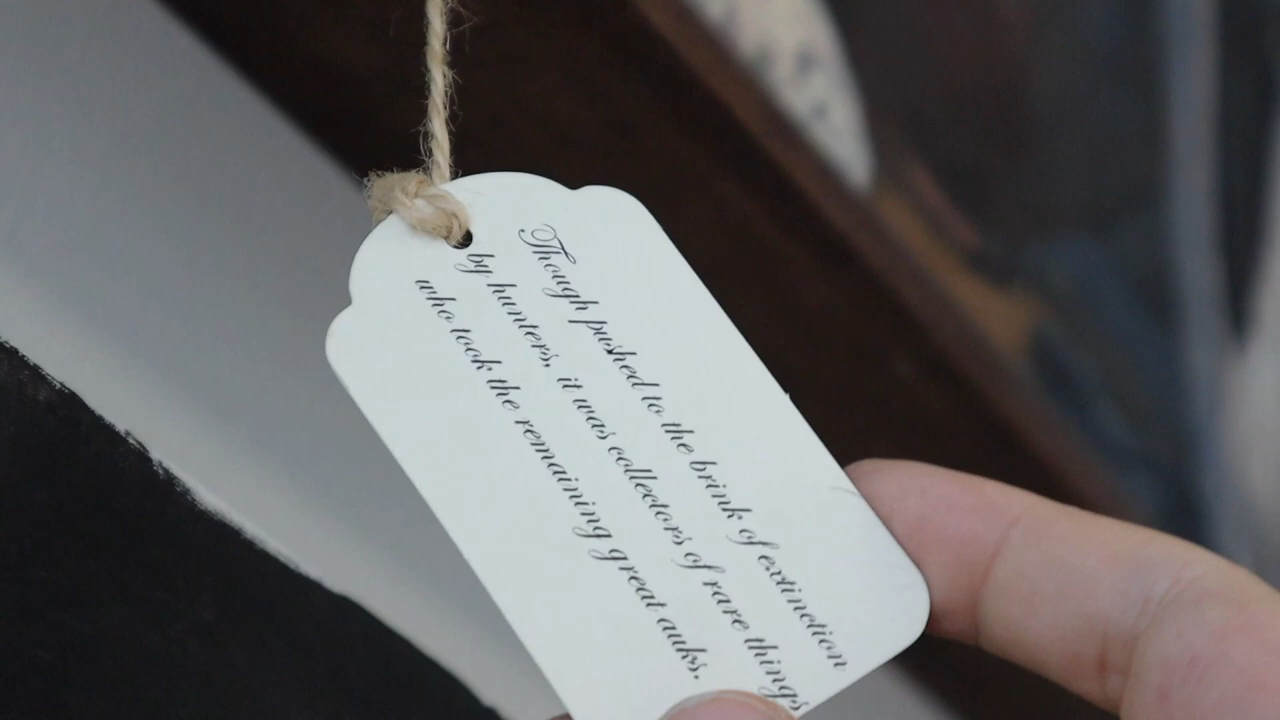 Though pushed to the brink of extinction
by hunters, it was collectors of rare things
who took the remaining great auks.